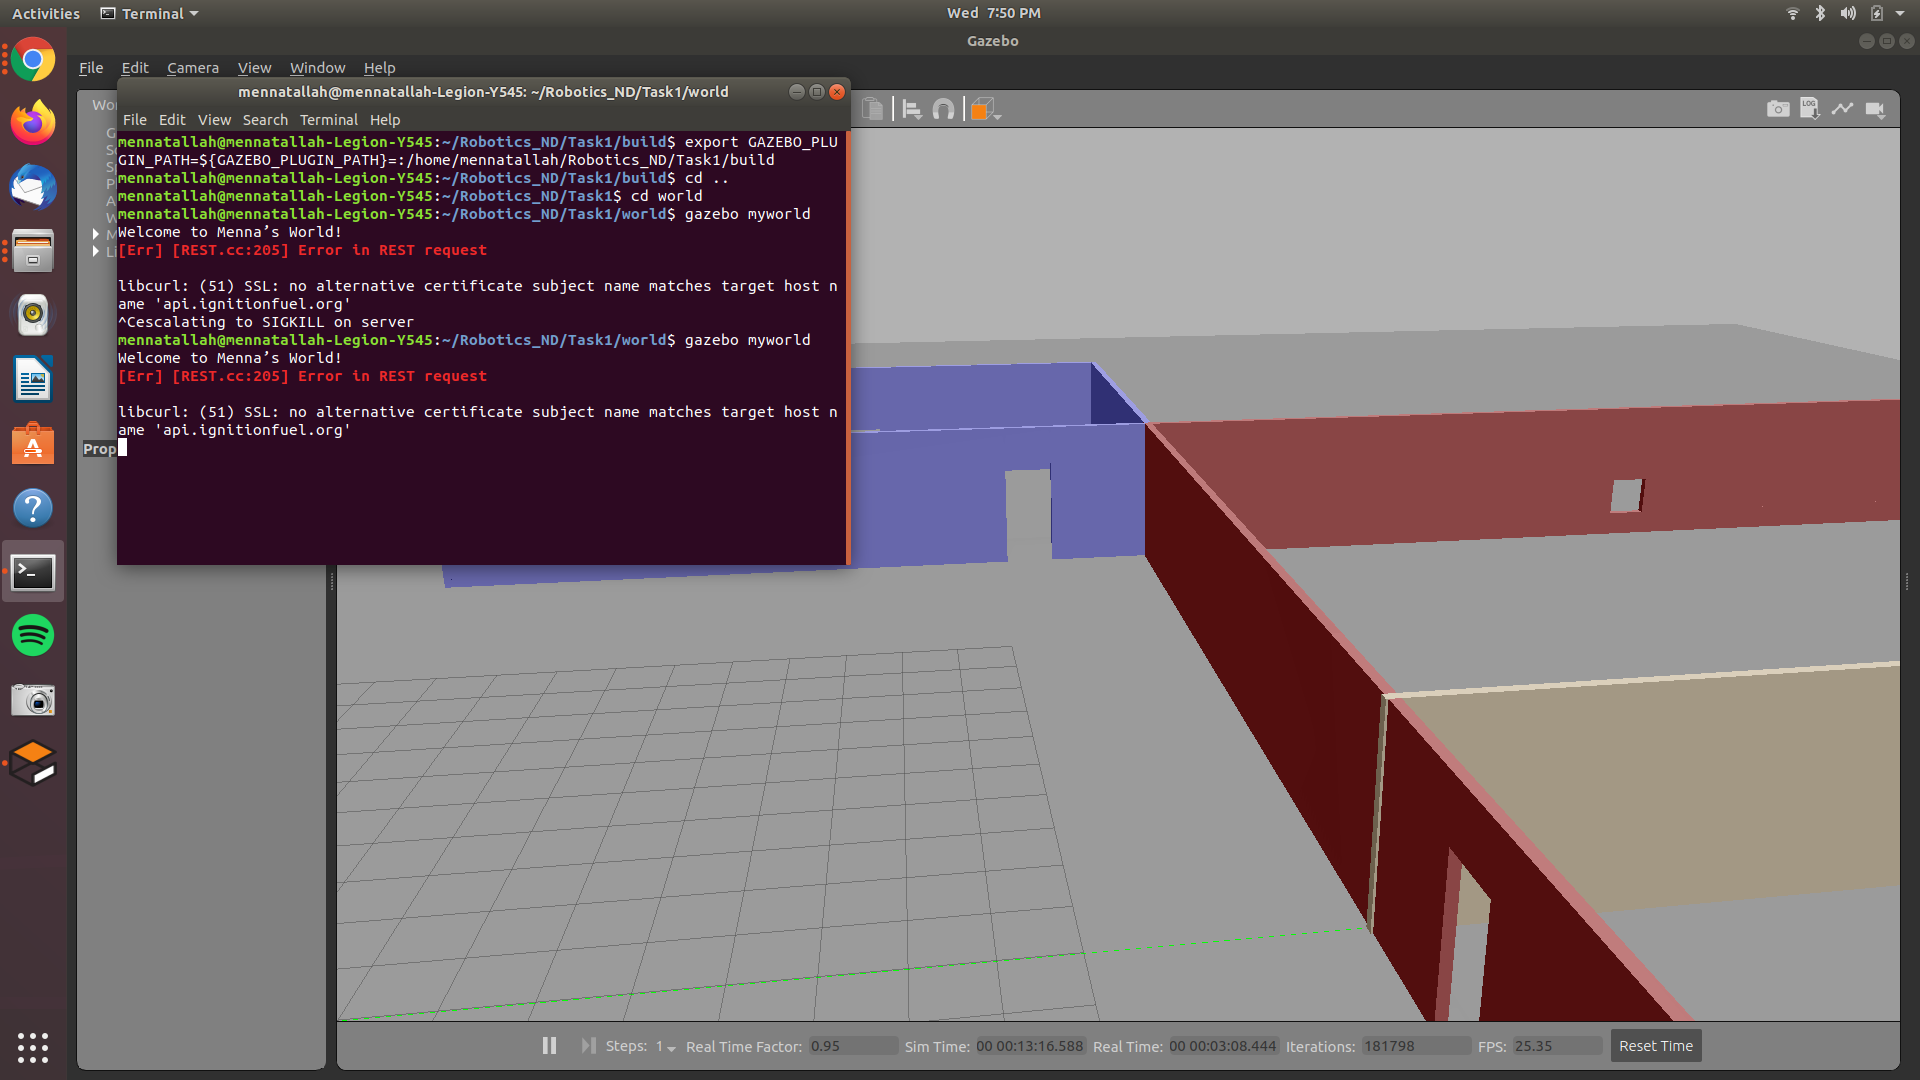 Activities Terminal Wed 7:50 PM
Gazebo
File Edit Camera View Window Help
mennatallah@mennatallah-Legion-Y545: ~/Robotics_ND/Task1/world
File Edit View Search Terminal Help
mennatallah@mennatallah-Legion-Y545:~/Robotics_ND/Task1/build$ export GAZEBO_PLU
GIN_PATH=${GAZEBO_PLUGIN_PATH}=:/home/mennatallah/Robotics_ND/Task1/build
mennatallah@mennatallah-Legion-Y545:~/Robotics_ND/Task1/build$ cd ..
mennatallah@mennatallah-Legion-Y545:~/Robotics_ND/Task1$ cd world
mennatallah@mennatallah-Legion-Y545:~/Robotics_ND/Task1/world$ gazebo myworld
Welcome to Menna’s World!
[Err] [REST.cc:205] Error in REST request
libcurl: (51) SSL: no alternative certificate subject name matches target host n
ame 'api.ignitionfuel.org'
^Cescalating to SIGKILL on server
mennatallah@mennatallah-Legion-Y545:~/Robotics_ND/Task1/world$ gazebo myworld
Welcome to Menna’s World!
[Err] [REST.cc:205] Error in REST request
libcurl: (51) SSL: no alternative certificate subject name matches target host n
ame 'api.ignitionfuel.org'
Prop
LOG
Steps: 1 Real Time Factor: 0.95 Sim Time: 00 00:13:16.588 Real Time: 00 00:03:08.444 Iterations: 181798 FPS: 25.35 Reset Time